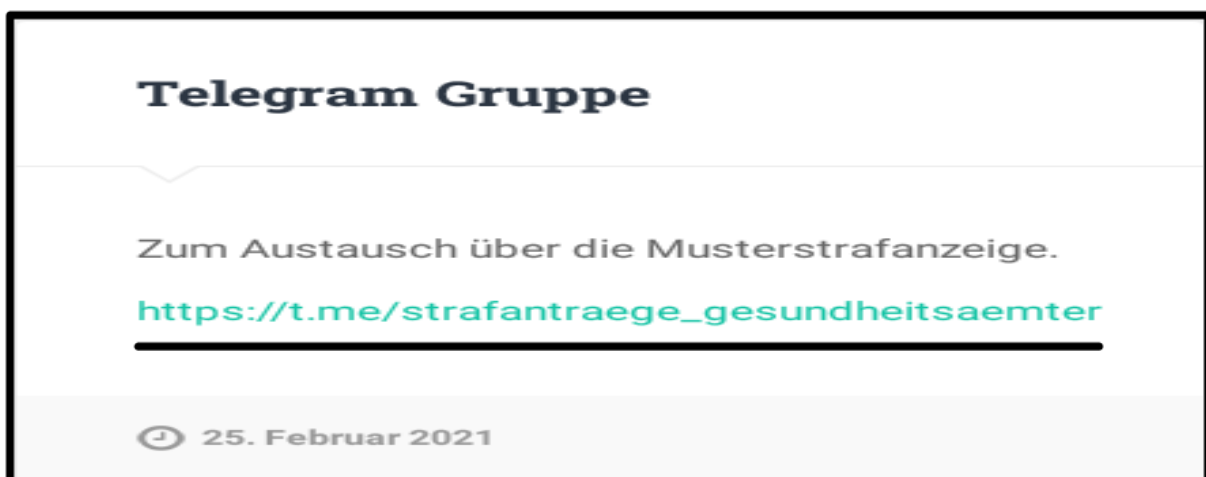 Telegram Gruppe
Zum Austausch über die Musterstrafanzeige.
https://t.me/strafantraege_gesundheitsaemter
25. Februar 2021